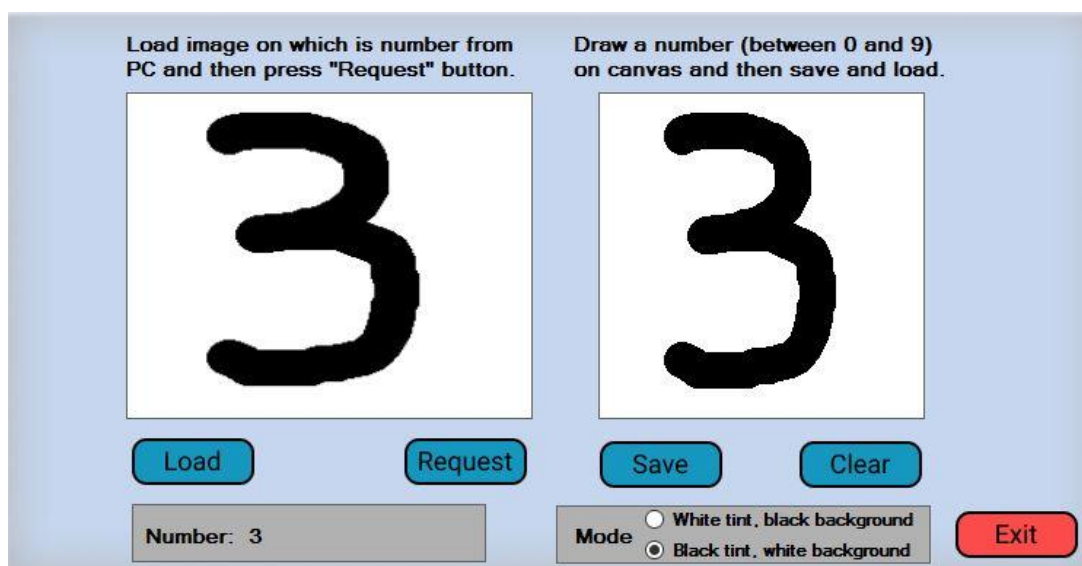 Load image on which is number from
PC and then press "Request" button.
Draw a number (between 0 and 9)
on canvas and then save and load.
3
3
Load
Request
Save
Clear
Number: 3
Mode
White tint, black background
Black tint, white background
Exit